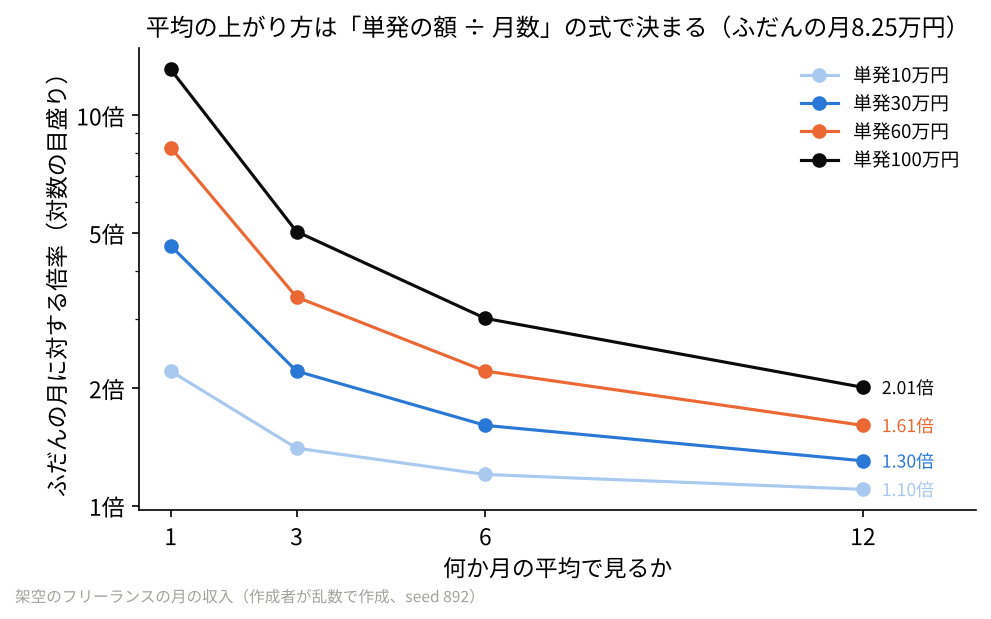 平均の上がり方は「単発の額 ÷ 月数」の式で決まる（ふだんの月8.25万円）
ふだんの月に対する倍率（対数の目盛り）
10倍
5倍
2倍
1倍
単発10万円
単発30万円
単発60万円
単発100万円
2.01倍
1.61倍
1.30倍
1.10倍
1
3
6
12
何か月の平均で見るか
架空のフリーランスの月の収入（作成者が乱数で作成、seed 892）